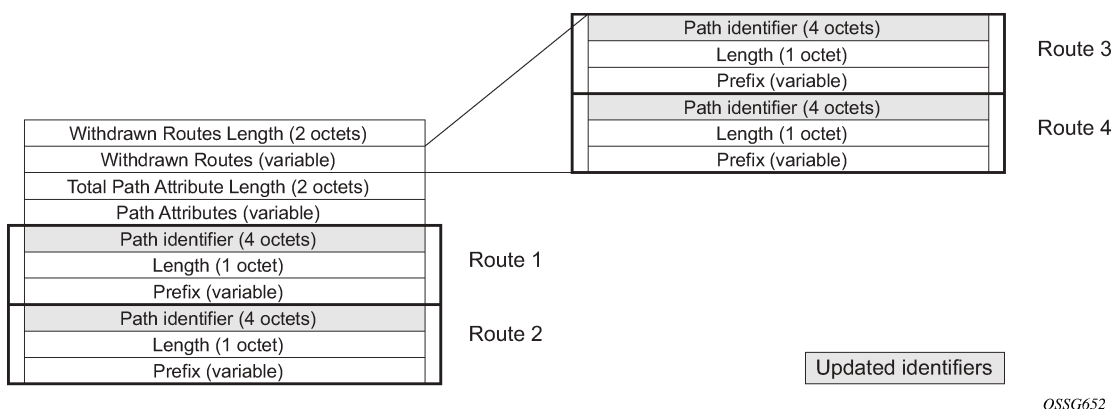 Path identifier (4 octets)
Length (1 octet)
Prefix (variable)
Route 3
Path identifier (4 octets)
Length (1 octet)
Prefix (variable)
Route 4
Withdrawn Routes Length (2 octets)
Withdrawn Routes (variable)
Total Path Attribute Length (2 octets)
Path Attributes (variable)
Path identifier (4 octets)
Length (1 octet)
Prefix (variable)
Route 1
Path identifier (4 octets)
Length (1 octet)
Prefix (variable)
Route 2
Updated identifiers
OSSG652